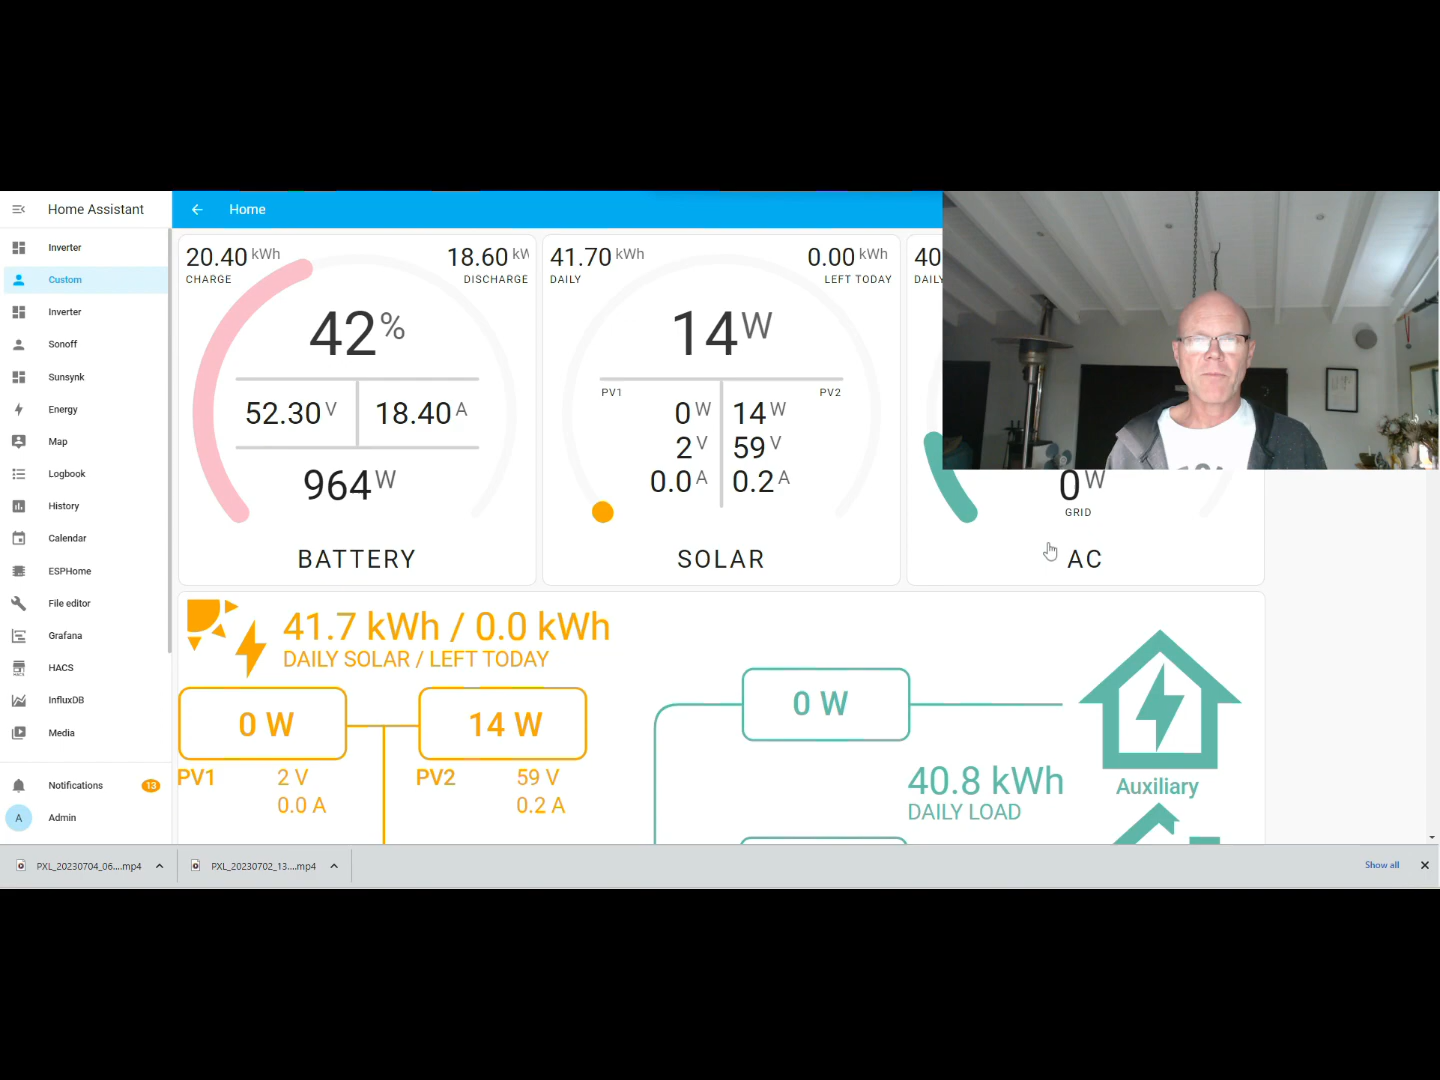 Home Assistant
Home
Inverter
Custom
Inverter
Sonoff
Sunsynk
Energy
Map
Logbook
History
Calendar
ESPHome
File editor
Grafana
HACS
InfluxDB
Media
Notifications 13
A Admin
20.40 kWh 18.60 kW
CHARGE DISCHARGE
42 %
52.30 V 18.40 A
964 W
BATTERY
41.70 kWh 0.00 kWh
DAILY LEFT TODAY
14 W
PV1 PV2
0 W 14 W
2 V 59 V
0.0 A 0.2 A
SOLAR
40
DAILY
0 W
GRID
AC
41.7 kWh / 0.0 kWh
DAILY SOLAR / LEFT TODAY
0 W 14 W
PV1 2 V PV2 59 V
0.0 A 0.2 A
0 W
40.8 kWh
DAILY LOAD
Auxiliary
PXL_20230704_06....mp4 PXL_20230702_13....mp4 Show all